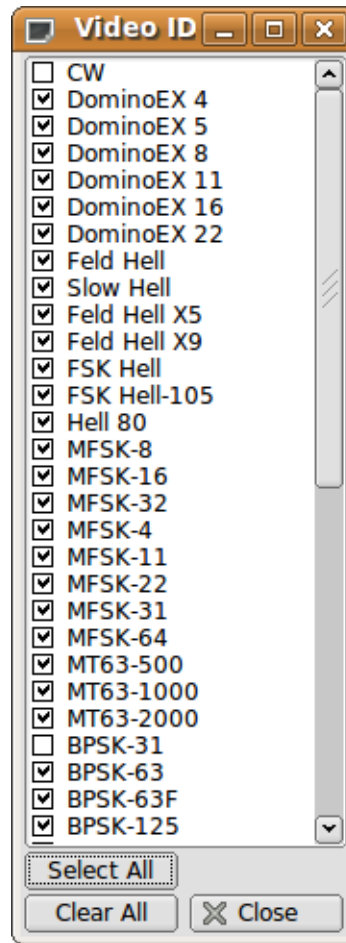 Video ID
CW
DominoEX 4
DominoEX 5
DominoEX 8
DominoEX 11
DominoEX 16
DominoEX 22
Feld Hell
Slow Hell
Feld Hell X5
Feld Hell X9
FSK Hell
FSK Hell-105
Hell 80
MFSK-8
MFSK-16
MFSK-32
MFSK-4
MFSK-11
MFSK-22
MFSK-31
MFSK-64
MT63-500
MT63-1000
MT63-2000
BPSK-31
BPSK-63
BPSK-63F
BPSK-125
Select All
Clear All Close